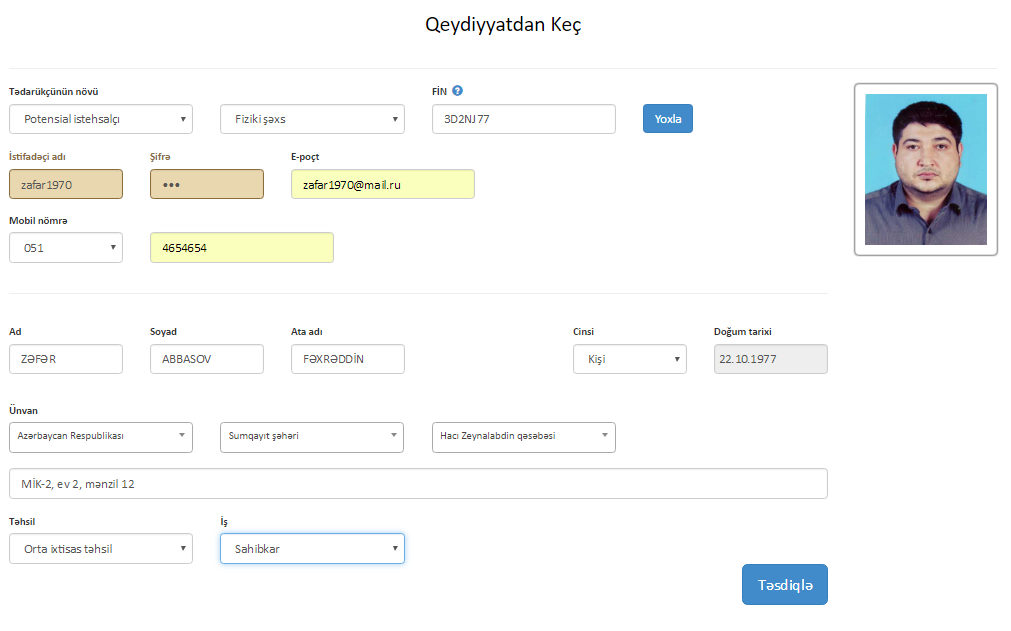 Qeydiyyatdan Keç
Tədarükçünün növü FİN ?
Potensial istehsalçı Fiziki şəxs 3D2NJ77 Yoxla
İstifadəçi adı Şifrə E-poçt
zafar1970 ••• zafar1970@mail.ru
Mobil nömrə
051 4654654
Ad Soyad Ata adı Cinsi Doğum tarixi
ZƏFƏR ABBASOV FƏXRƏDDİN Kişi 22.10.1977
Ünvan
Azərbaycan Respublikası Sumqayıt şəhəri Hacı Zeynalabdin qəsəbəsi
MİK-2, ev 2, mənzil 12
Təhsil İş
Orta ixtisas təhsil Sahibkar
Təsdiqlə